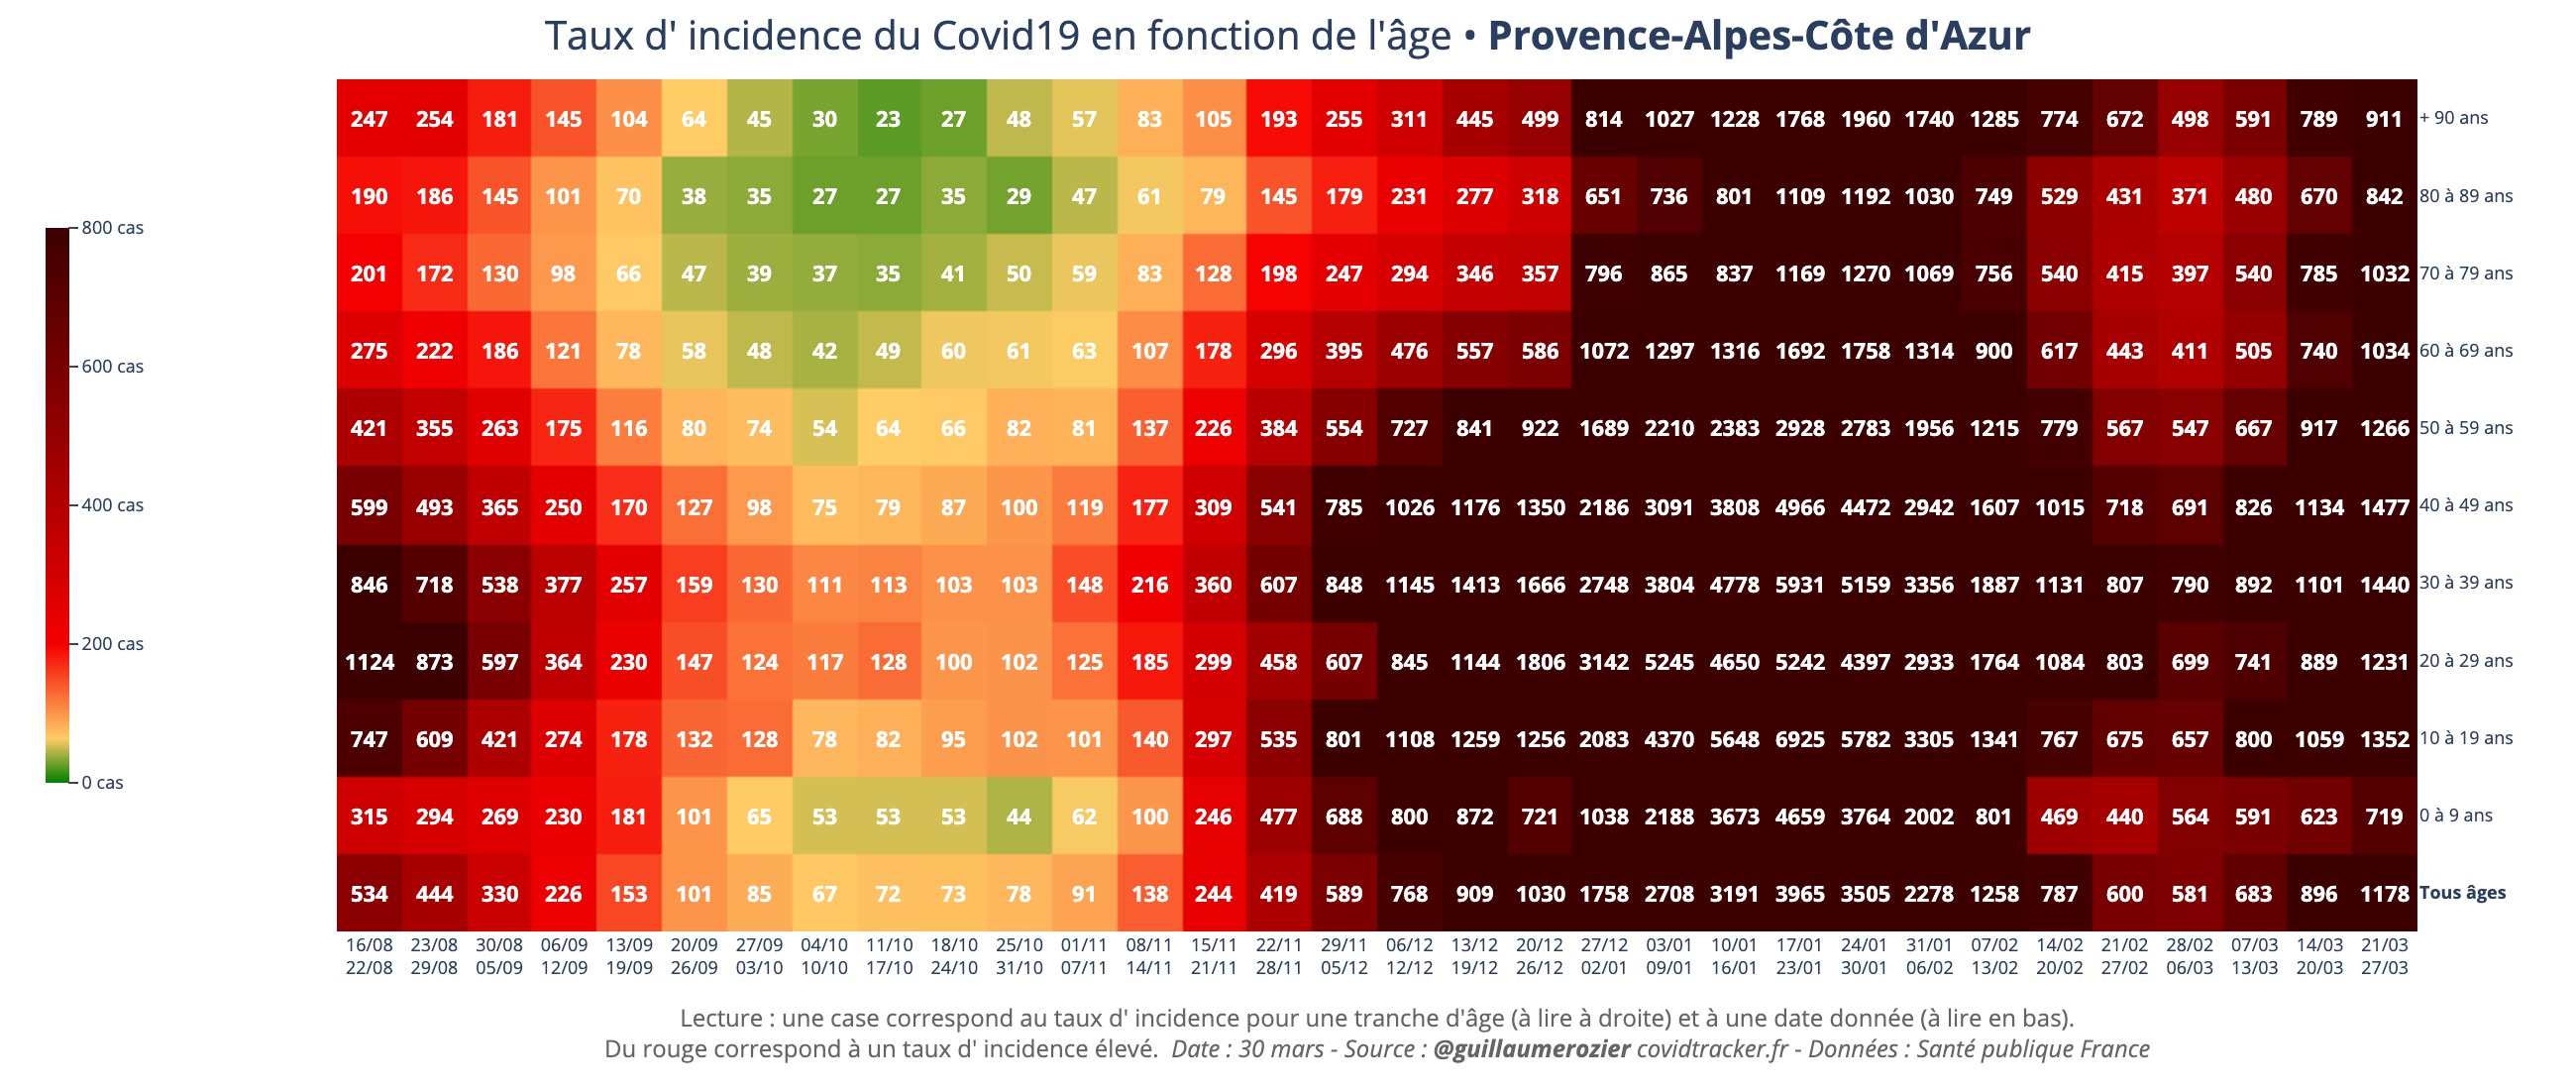 Taux d' incidence du Covid19 en fonction de l'âge • Provence-Alpes-Côte d'Azur
247 254 181 145 104 64 45 30 23 27 48 57 83 105 193 255 311 445 499 814 1027 1228 1768 1960 1740 1285 774 672 498 591 789 911 + 90 ans
190 186 145 101 70 38 35 27 27 35 29 47 61 79 145 179 231 277 318 651 736 801 1109 1192 1030 749 529 431 371 480 670 842 80 à 89 ans
800 cas
201 172 130 98 66 47 39 37 35 41 50 59 83 128 198 247 294 346 357 796 865 837 1169 1270 1069 756 540 415 397 540 785 1032 70 à 79 ans
275 222 186 121 78 58 48 42 49 60 61 63 107 178 296 395 476 557 586 1072 1297 1316 1692 1758 1314 900 617 443 411 505 740 1034 60 à 69 ans
600 cas
421 355 263 175 116 80 74 54 64 66 82 81 137 226 384 554 727 841 922 1689 2210 2383 2928 2783 1956 1215 779 567 547 667 917 1266 50 à 59 ans
400 cas
599 493 365 250 170 127 98 75 79 87 100 119 177 309 541 785 1026 1176 1350 2186 3091 3808 4966 4472 2942 1607 1015 718 691 826 1134 1477 40 à 49 ans
846 718 538 377 257 159 130 111 113 103 103 148 216 360 607 848 1145 1413 1666 2748 3804 4778 5931 5159 3356 1887 1131 807 790 892 1101 1440 30 à 39 ans
200 cas
1124 873 597 364 230 147 124 117 128 100 102 125 185 299 458 607 845 1144 1806 3142 5245 4650 5242 4397 2933 1764 1084 803 699 741 889 1231 20 à 29 ans
747 609 421 274 178 132 128 78 82 95 102 101 140 297 535 801 1108 1259 1256 2083 4370 5648 6925 5782 3305 1341 767 675 657 800 1059 1352 10 à 19 ans
0 cas
315 294 269 230 181 101 65 53 53 53 44 62 100 246 477 688 800 872 721 1038 2188 3673 4659 3764 2002 801 469 440 564 591 623 719 0 à 9 ans
534 444 330 226 153 101 85 67 72 73 78 91 138 244 419 589 768 909 1030 1758 2708 3191 3965 3505 2278 1258 787 600 581 683 896 1178 Tous âges
16/08 23/08 30/08 06/09 13/09 20/09 27/09 04/10 11/10 18/10 25/10 01/11 08/11 15/11 22/11 29/11 06/12 13/12 20/12 27/12 03/01 10/01 17/01 24/01 31/01 07/02 14/02 21/02 28/02 07/03 14/03 21/03
22/08 29/08 05/09 12/09 19/09 26/09 03/10 10/10 17/10 24/10 31/10 07/11 14/11 21/11 28/11 05/12 12/12 19/12 26/12 02/01 09/01 16/01 23/01 30/01 06/02 13/02 20/02 27/02 06/03 13/03 20/03 27/03
Lecture : une case correspond au taux d' incidence pour une tranche d'âge (à lire à droite) et à une date donnée (à lire en bas).
Du rouge correspond à un taux d' incidence élevé. Date : 30 mars - Source : @guillaumerozier covidtracker.fr - Données : Santé publique France